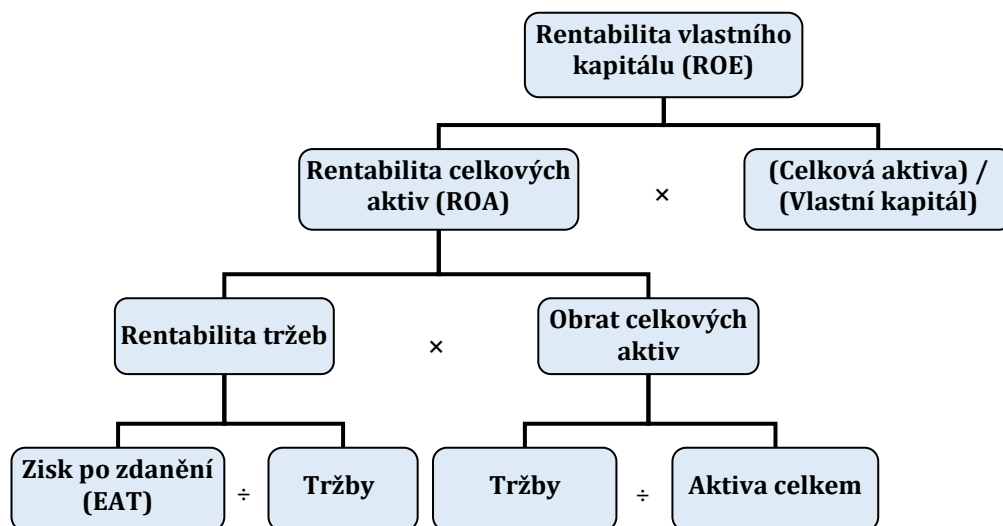 Rentabilita vlastního
kapitálu (ROE)
Rentabilita celkových
aktiv (ROA)
×
(Celková aktiva) /
(Vlastní kapitál)
Rentabilita tržeb
×
Obrat celkových
aktiv
Zisk po zdanění
(EAT)
÷
Tržby
Tržby
÷
Aktiva celkem